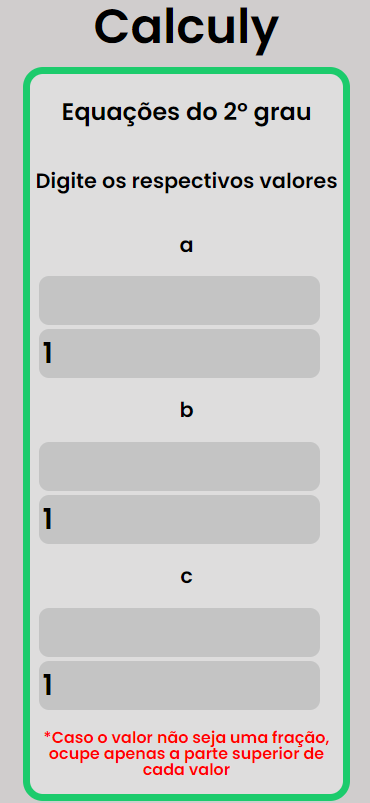 Calculy
Equações do 2º grau
Digite os respectivos valores
a
1
b
1
c
1
*Caso o valor não seja uma fração,
ocupe apenas a parte superior de
cada valor